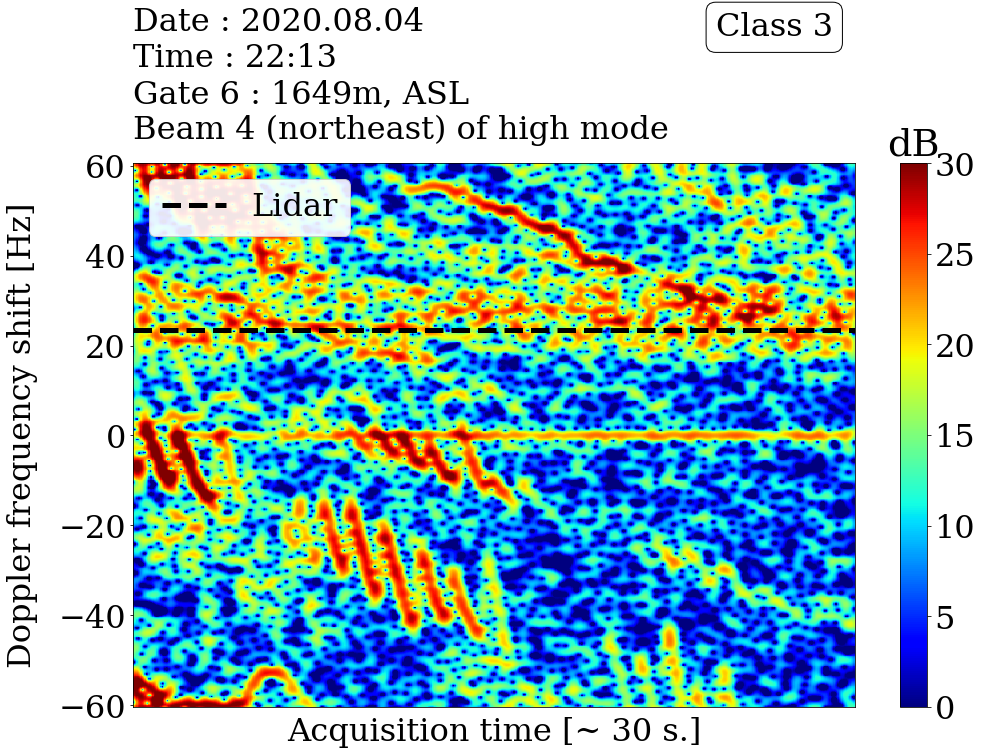 Date : 2020.08.04
Time : 22:13
Gate 6 : 1649m, ASL
Beam 4 (northeast) of high mode
Class 3
dB
Lidar
Doppler frequency shift [Hz]
60
40
20
0
−20
−40
−60
Acquisition time [~ 30 s.]
30
25
20
15
10
5
0